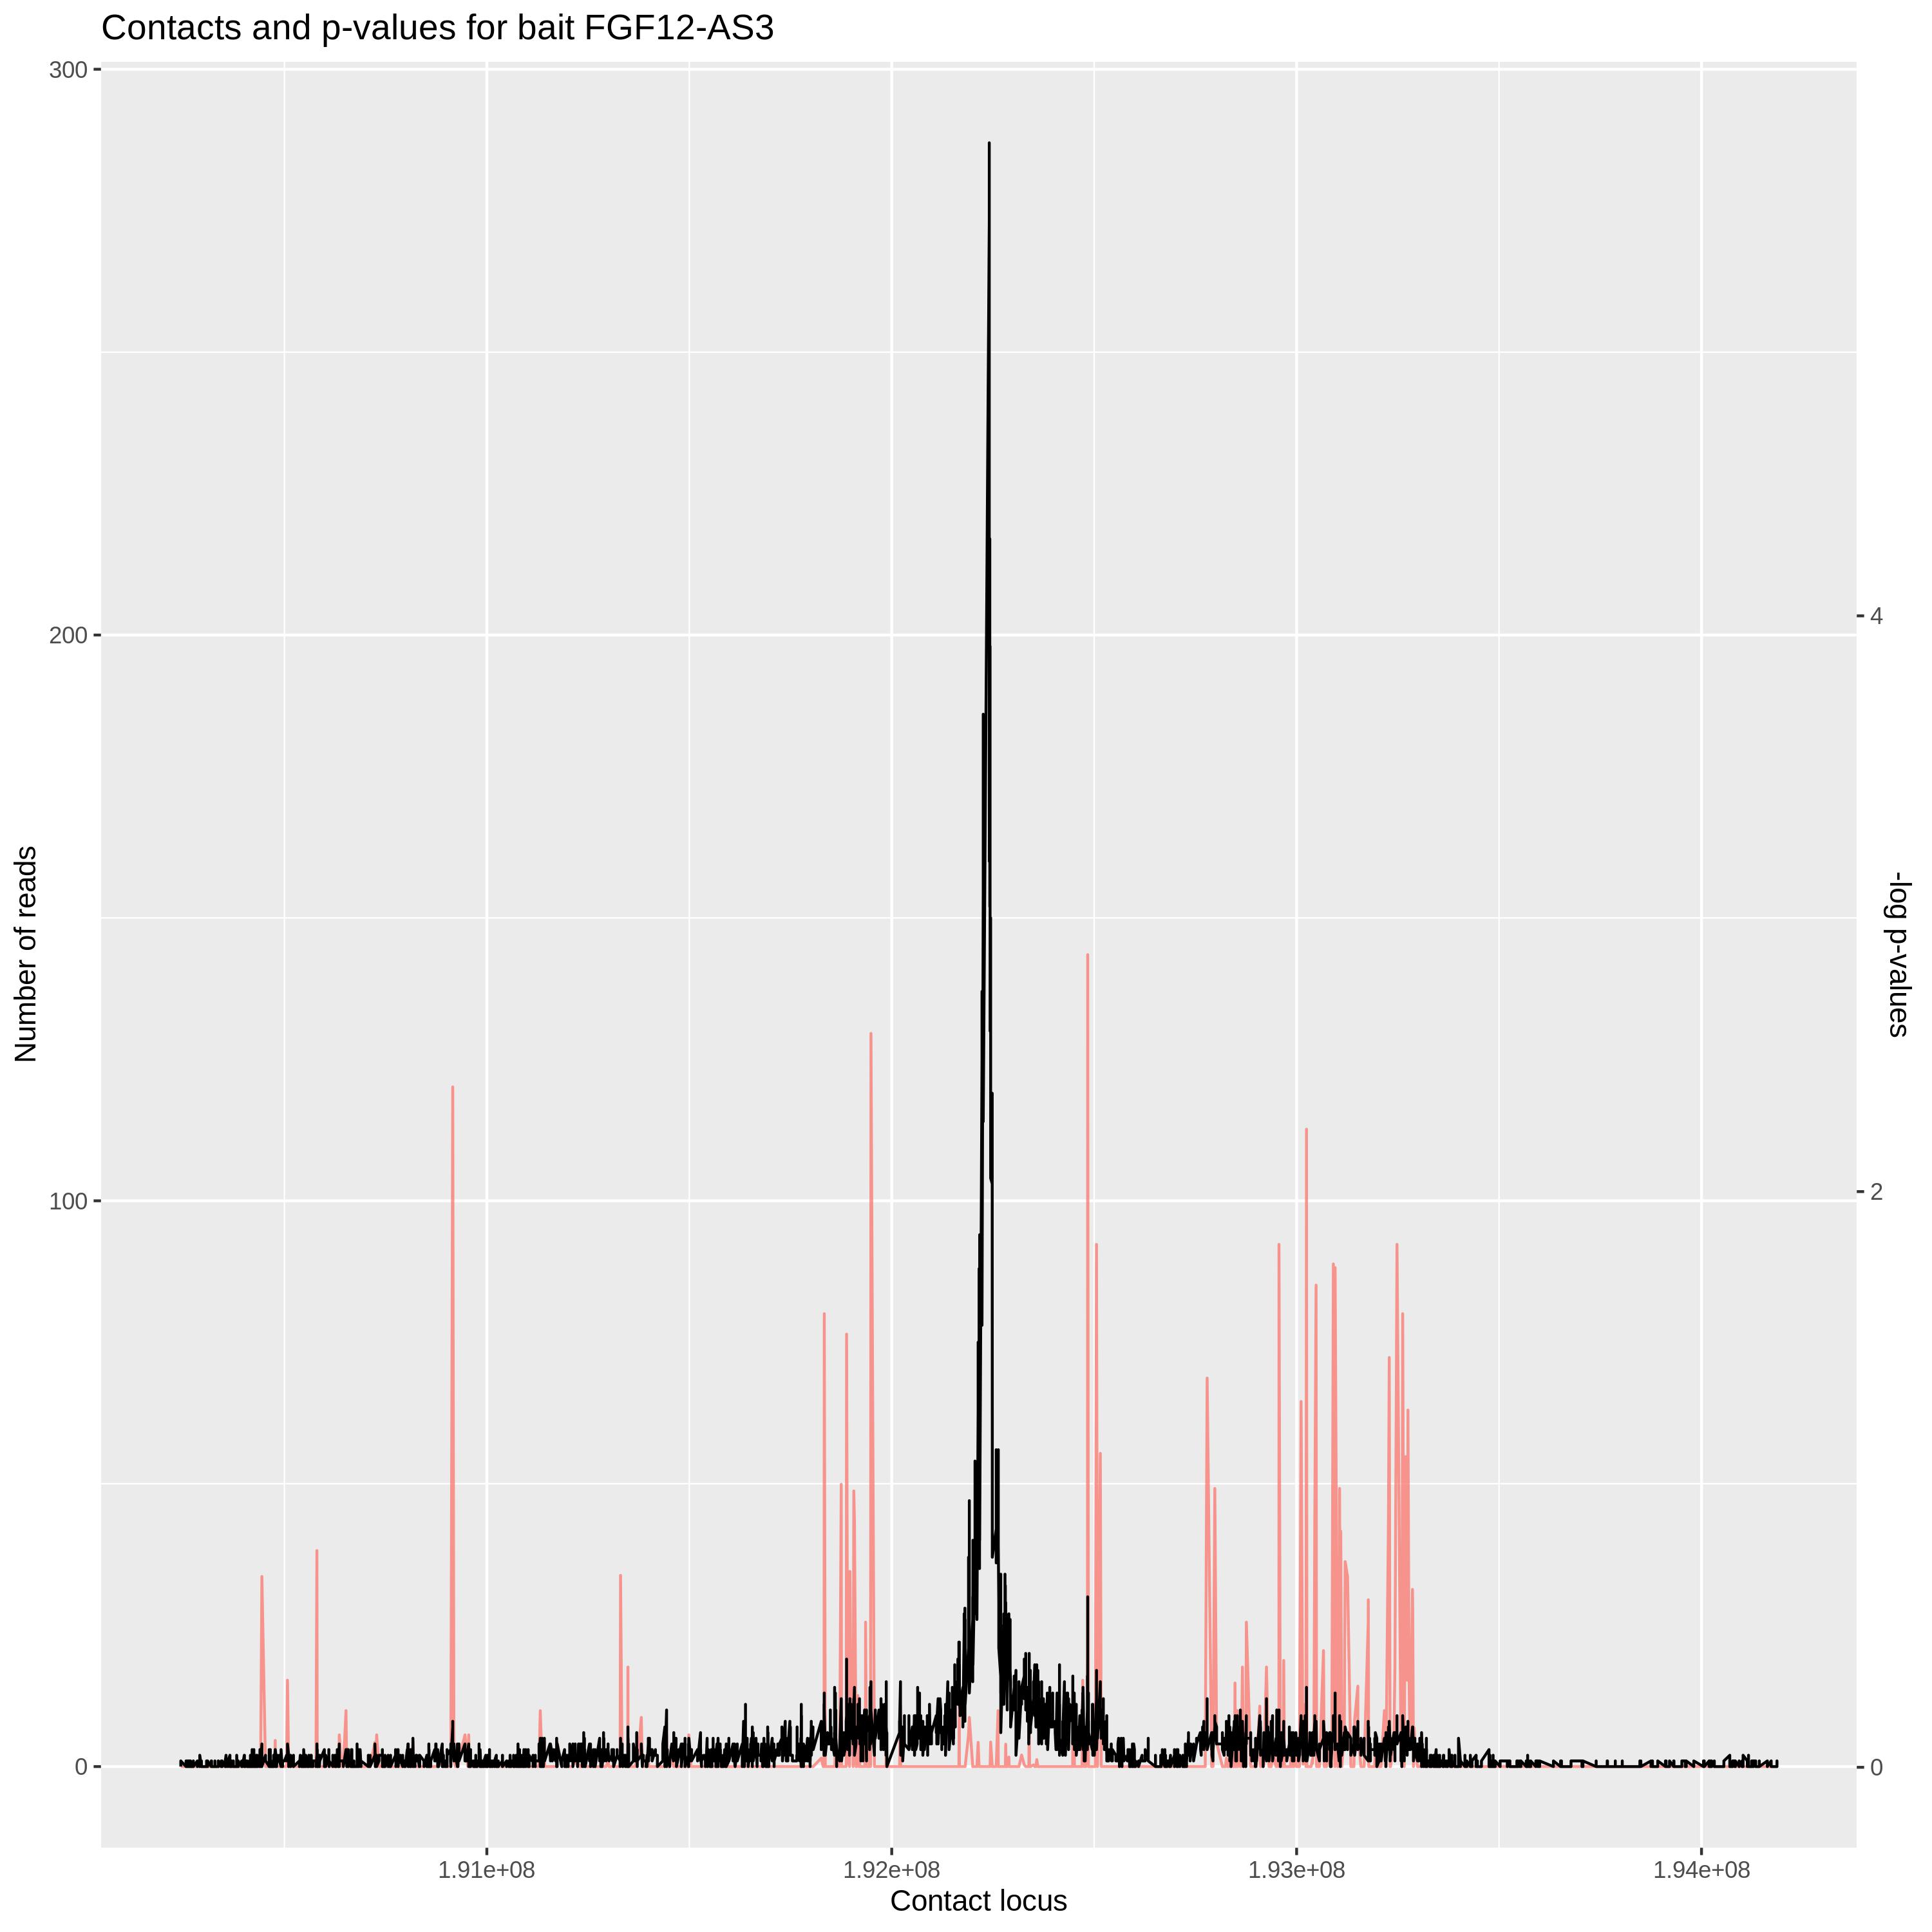 Contacts and p-values for bait FGF12-AS3
300
200
100
0
Number of reads
4
2
0
-log p-values
1.91e+08
1.92e+08
1.93e+08
1.94e+08
Contact locus